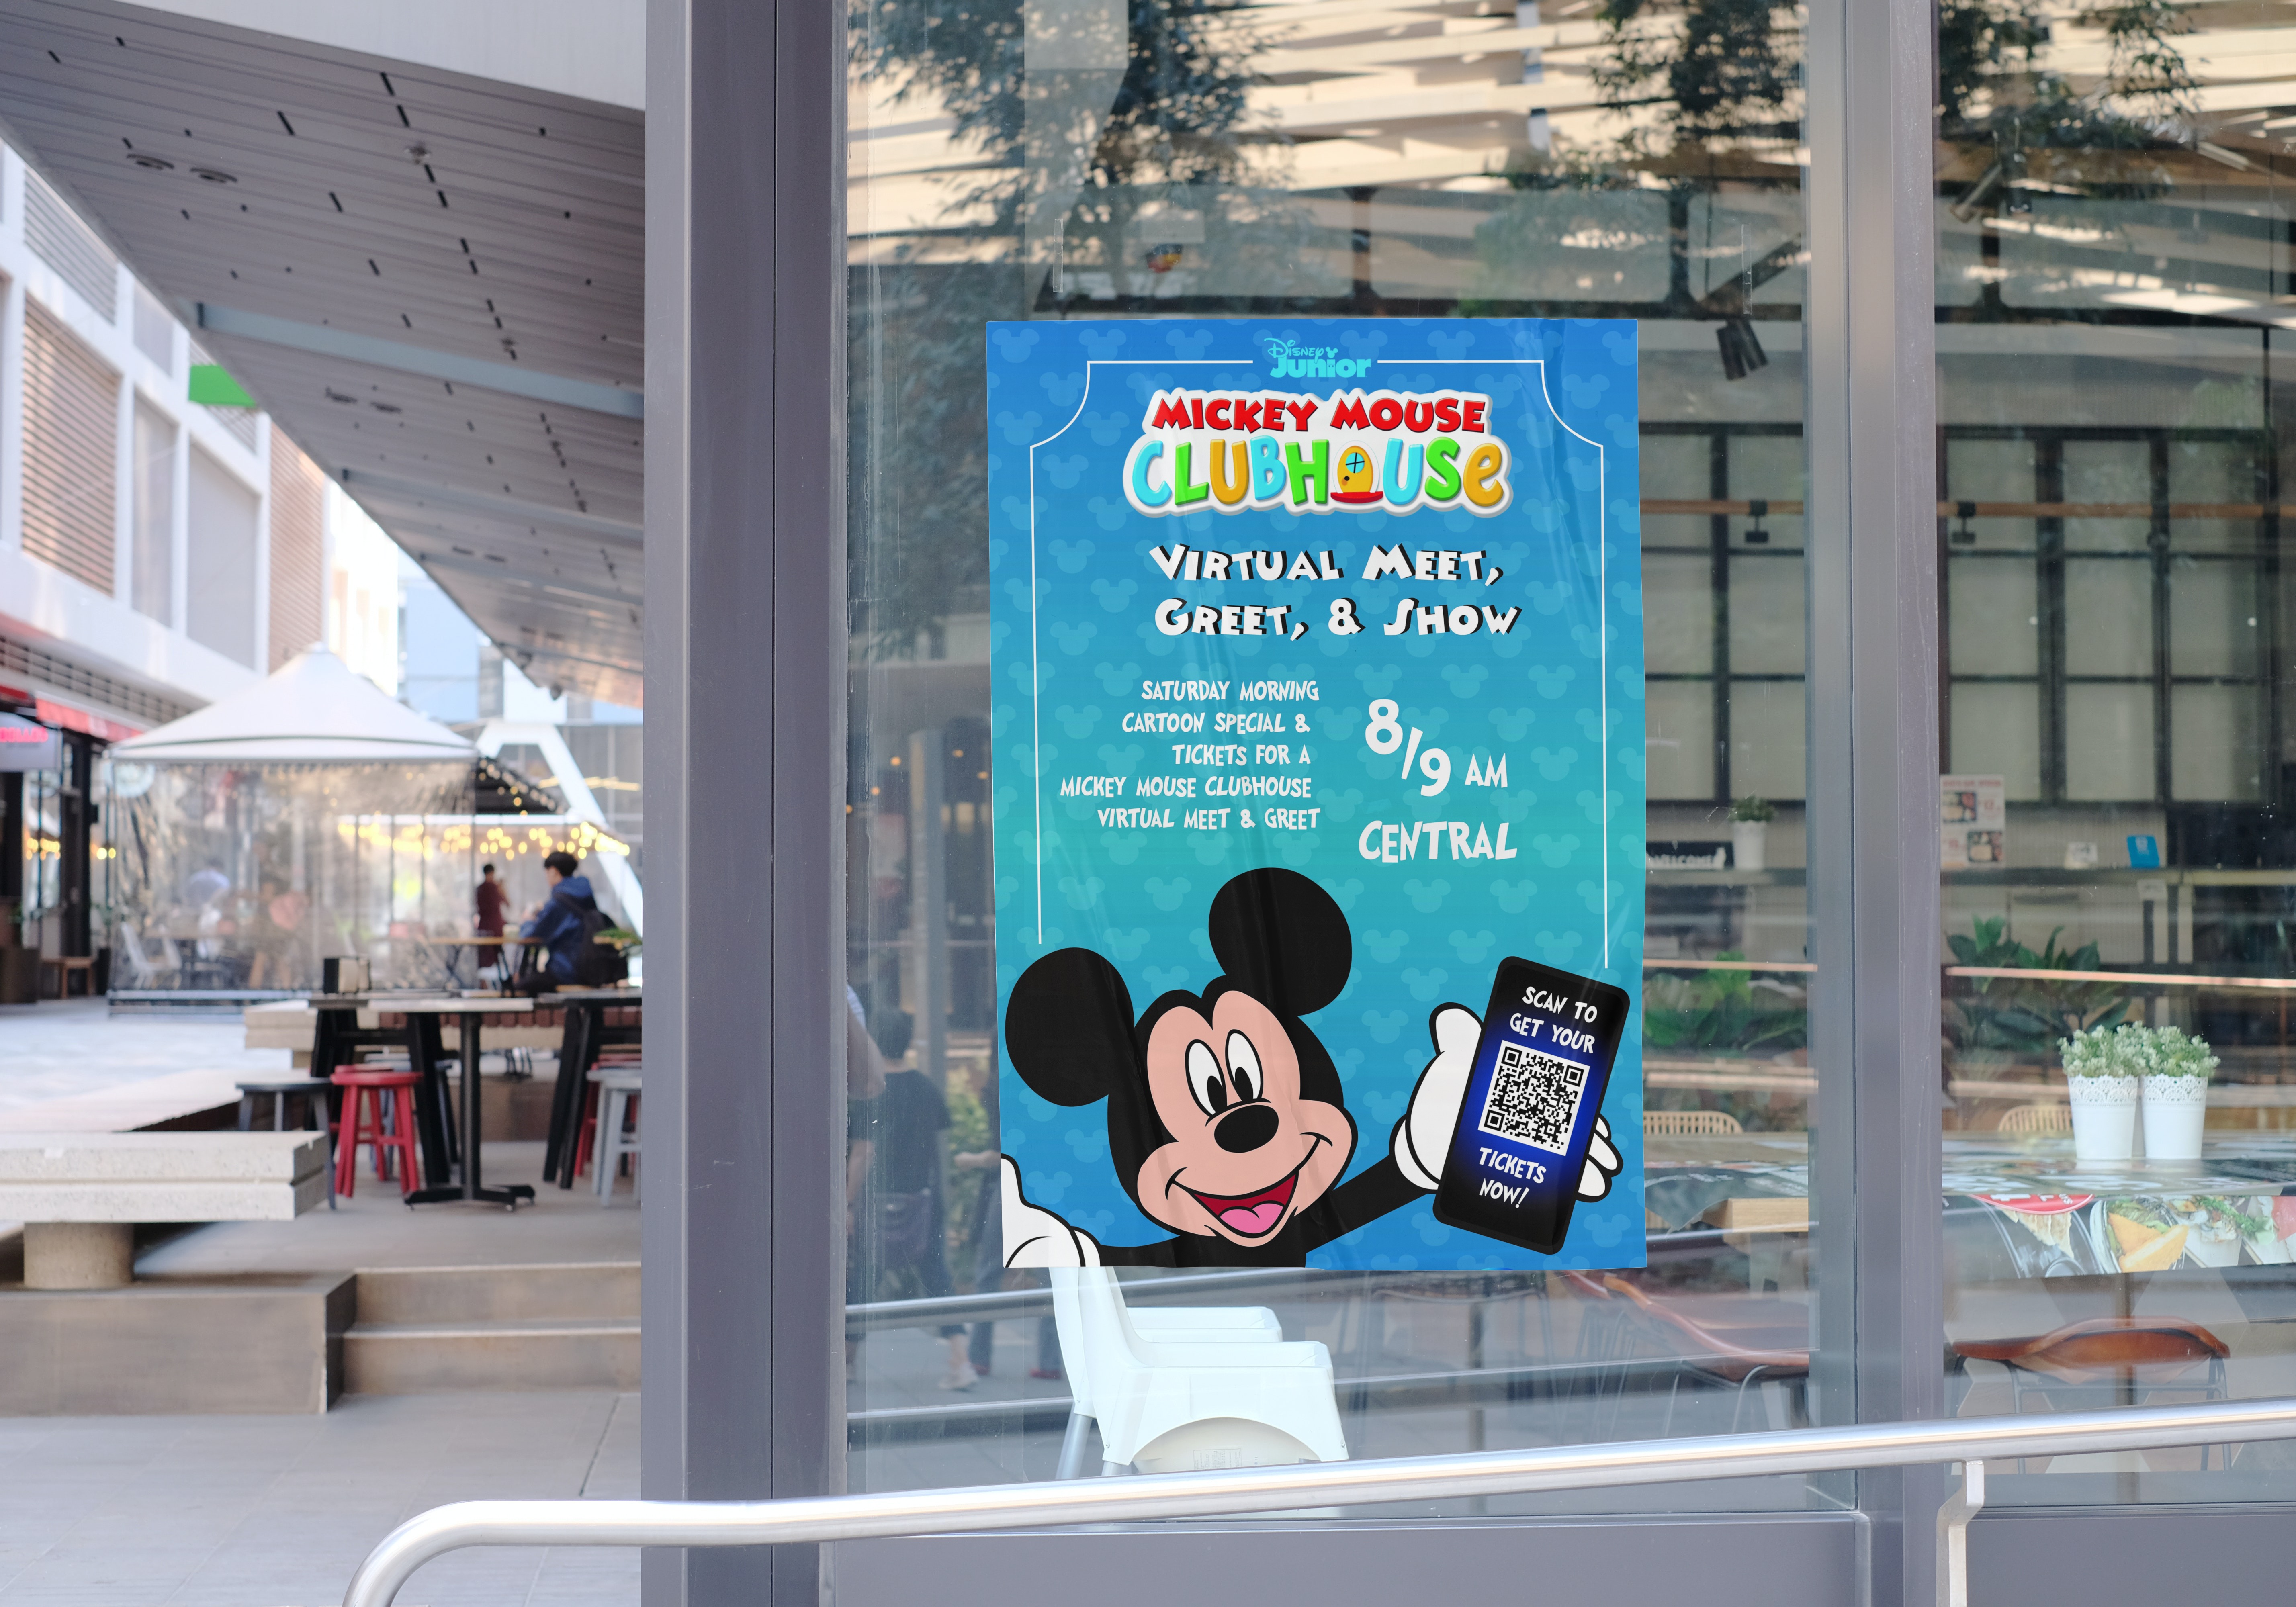 Disney
Junior
MICKEY MOUSE
CLUBHOUSE
VIRTUAL MEET,
GREET, & SHOW
SATURDAY MORNING
CARTOON SPECIAL &
TICKETS FOR A
MICKEY MOUSE CLUBHOUSE
VIRTUAL MEET & GREET
8/9 AM
CENTRAL
SCAN TO
GET YOUR
TICKETS
NOW!
WELCOME